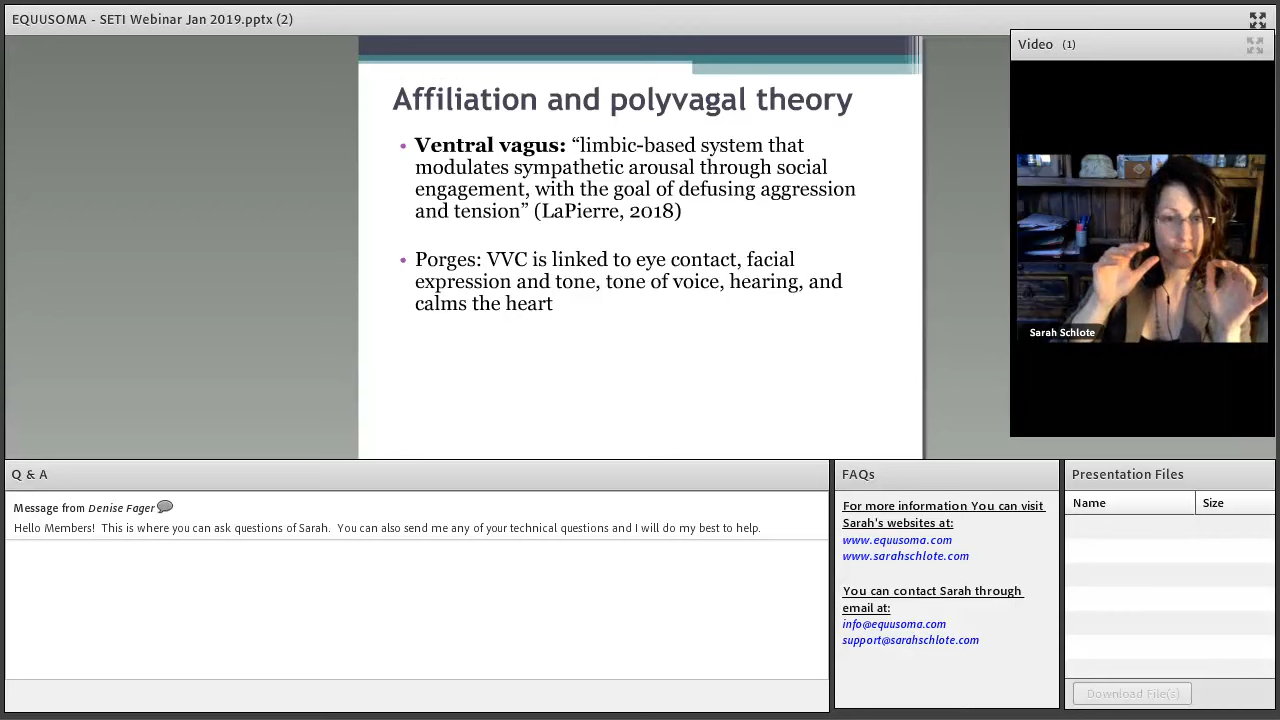 EQUUSOMA - SETI Webinar Jan 2019.pptx (2)
Video (1)
Affiliation and polyvagal theory
• Ventral vagus: “limbic-based system that
modulates sympathetic arousal through social
engagement, with the goal of defusing aggression
and tension” (LaPierre, 2018)
• Porges: VVC is linked to eye contact, facial
expression and tone, tone of voice, hearing, and
calms the heart
Sarah Schlote
Q & A
Message from Denise Fager
Hello Members!  This is where you can ask questions of Sarah.  You can also send me any of your technical questions and I will do my best to help.
FAQs
For more information You can visit
Sarah's websites at:
www.equusoma.com
www.sarahschlote.com
You can contact Sarah through
email at:
info@equusoma.com
support@sarahschlote.com
Presentation Files
Name Size
Download File(s)